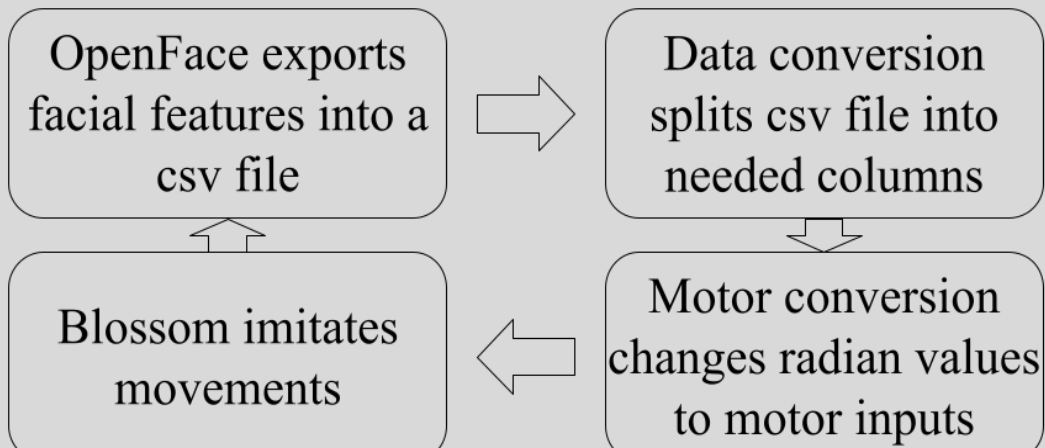 OpenFace exports
facial features into a
csv file
Data conversion
splits csv file into
needed columns
Motor conversion
changes radian values
to motor inputs
Blossom imitates
movements